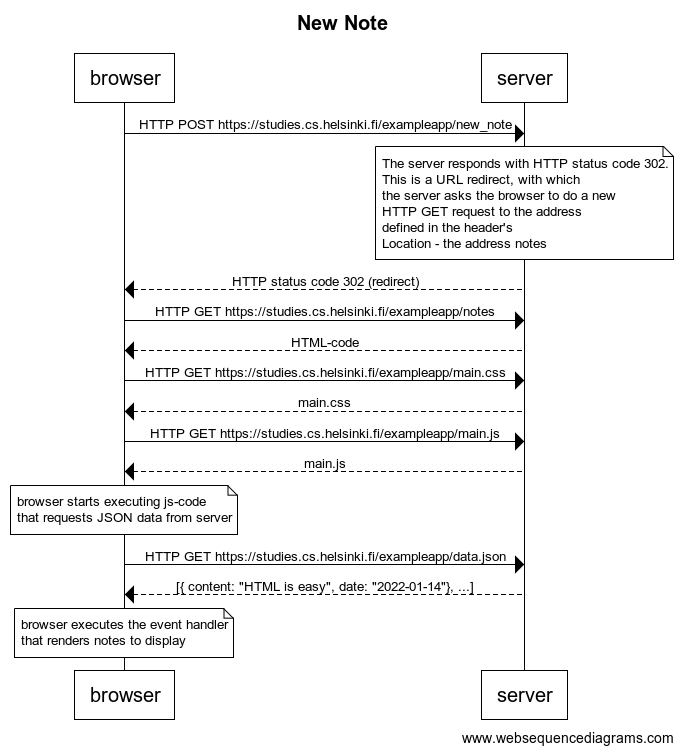 New Note
browser
server
HTTP POST https://studies.cs.helsinki.fi/exampleapp/new_note
The server responds with HTTP status code 302.
This is a URL redirect, with which
the server asks the browser to do a new
HTTP GET request to the address
defined in the header's
Location - the address notes
HTTP status code 302 (redirect)
HTTP GET https://studies.cs.helsinki.fi/exampleapp/notes
HTML-code
HTTP GET https://studies.cs.helsinki.fi/exampleapp/main.css
main.css
HTTP GET https://studies.cs.helsinki.fi/exampleapp/main.js
main.js
browser starts executing js-code
that requests JSON data from server
HTTP GET https://studies.cs.helsinki.fi/exampleapp/data.json
[{ content: "HTML is easy", date: "2022-01-14"}, ...]
browser executes the event handler
that renders notes to display
browser
server
www.websequencediagrams.com